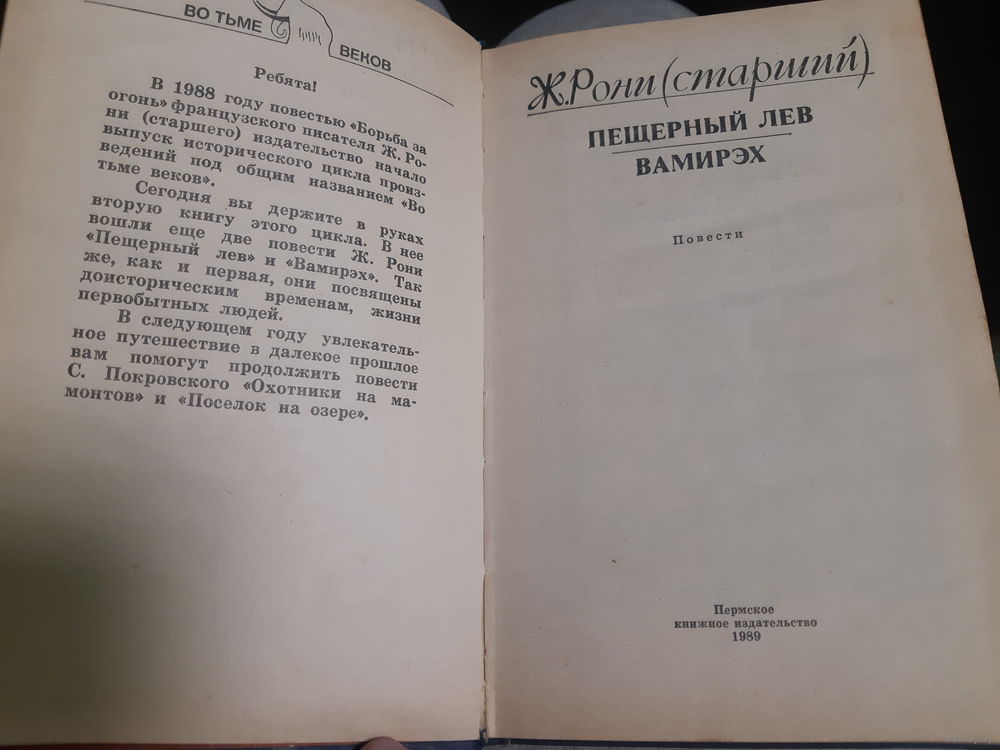 ВО ТЬМЕ ВЕКОВ
Ребята!
В 1988 году повестью «Борьба за
огонь» французского писателя Ж. Ро-
ни (старшего) издательство начало
выпуск исторического цикла произ-
ведений под общим названием «Во
тьме веков».
Сегодня вы держите в руках
вторую книгу этого цикла. В нее
вошли еще две повести Ж. Рони
«Пещерный лев» и «Вамирэх». Так
же, как и первая, они посвящены
доисторическим временам, жизни
первобытных людей.
В следующем году увлекатель-
ное путешествие в далекое прошлое
вам помогут продолжить повести
С. Покровского «Охотники на ма-
монтов» и «Поселок на озере».
Ж.Рони (старший)
ПЕЩЕРНЫЙ ЛЕВ
ВАМИРЭХ
Повести
Пермское
книжное издательство
1989